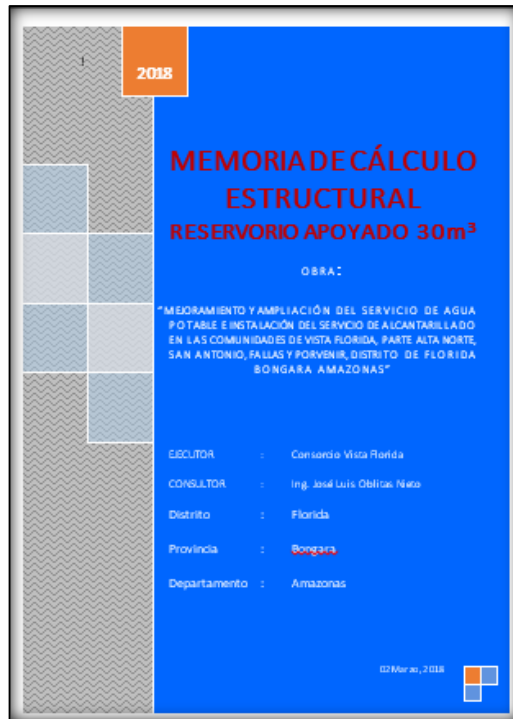 2018
MEMORIA DE CÁLCULO
ESTRUCTURAL
RESERVORIO APOYADO 30m³
OBRA:
"MEJORAMIENTO Y AMPLIACIÓN DEL SERVICIO DE AGUA
POTABLE E INSTALACIÓN DEL SERVICIO DE ALCANTARILLADO
EN LAS COMUNIDADES DE VISTA FLORIDA, PARTE ALTA NORTE,
SAN ANTONIO, FALLAS Y PORVENIR, DISTRITO DE FLORIDA
BONGARA AMAZONAS"
EJECUTOR : Consorcio Vista Florida
CONSULTOR : Ing. José Luis Oblitas Nieto
Distrito : Florida
Provincia : Bongara
Departamento : Amazonas
02 Marzo, 2018